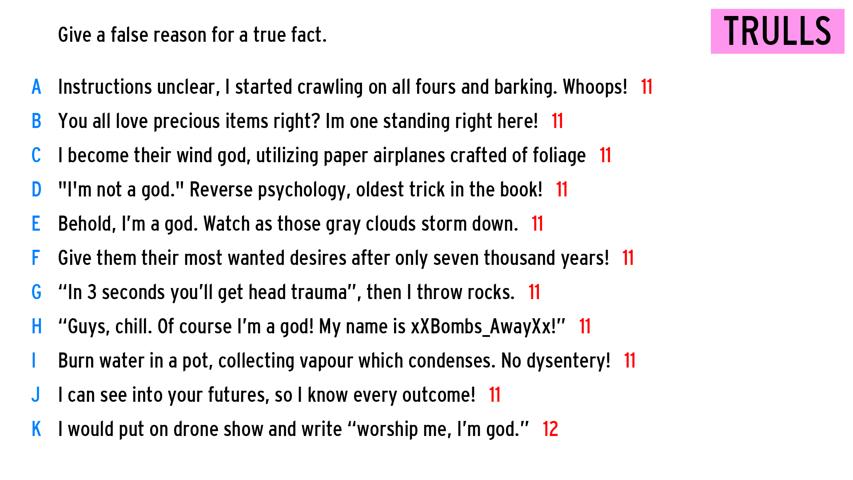 Give a false reason for a true fact.
TRULLS
A Instructions unclear, I started crawling on all fours and barking. Whoops! 11
B You all love precious items right? Im one standing right here! 11
C I become their wind god, utilizing paper airplanes crafted of foliage 11
D "I'm not a god." Reverse psychology, oldest trick in the book! 11
E Behold, I’m a god. Watch as those gray clouds storm down. 11
F Give them their most wanted desires after only seven thousand years! 11
G “In 3 seconds you’ll get head trauma”, then I throw rocks. 11
H “Guys, chill. Of course I’m a god! My name is xXBombs_AwayXx!” 11
I Burn water in a pot, collecting vapour which condenses. No dysentery! 11
J I can see into your futures, so I know every outcome! 11
K I would put on drone show and write “worship me, I’m god.” 12